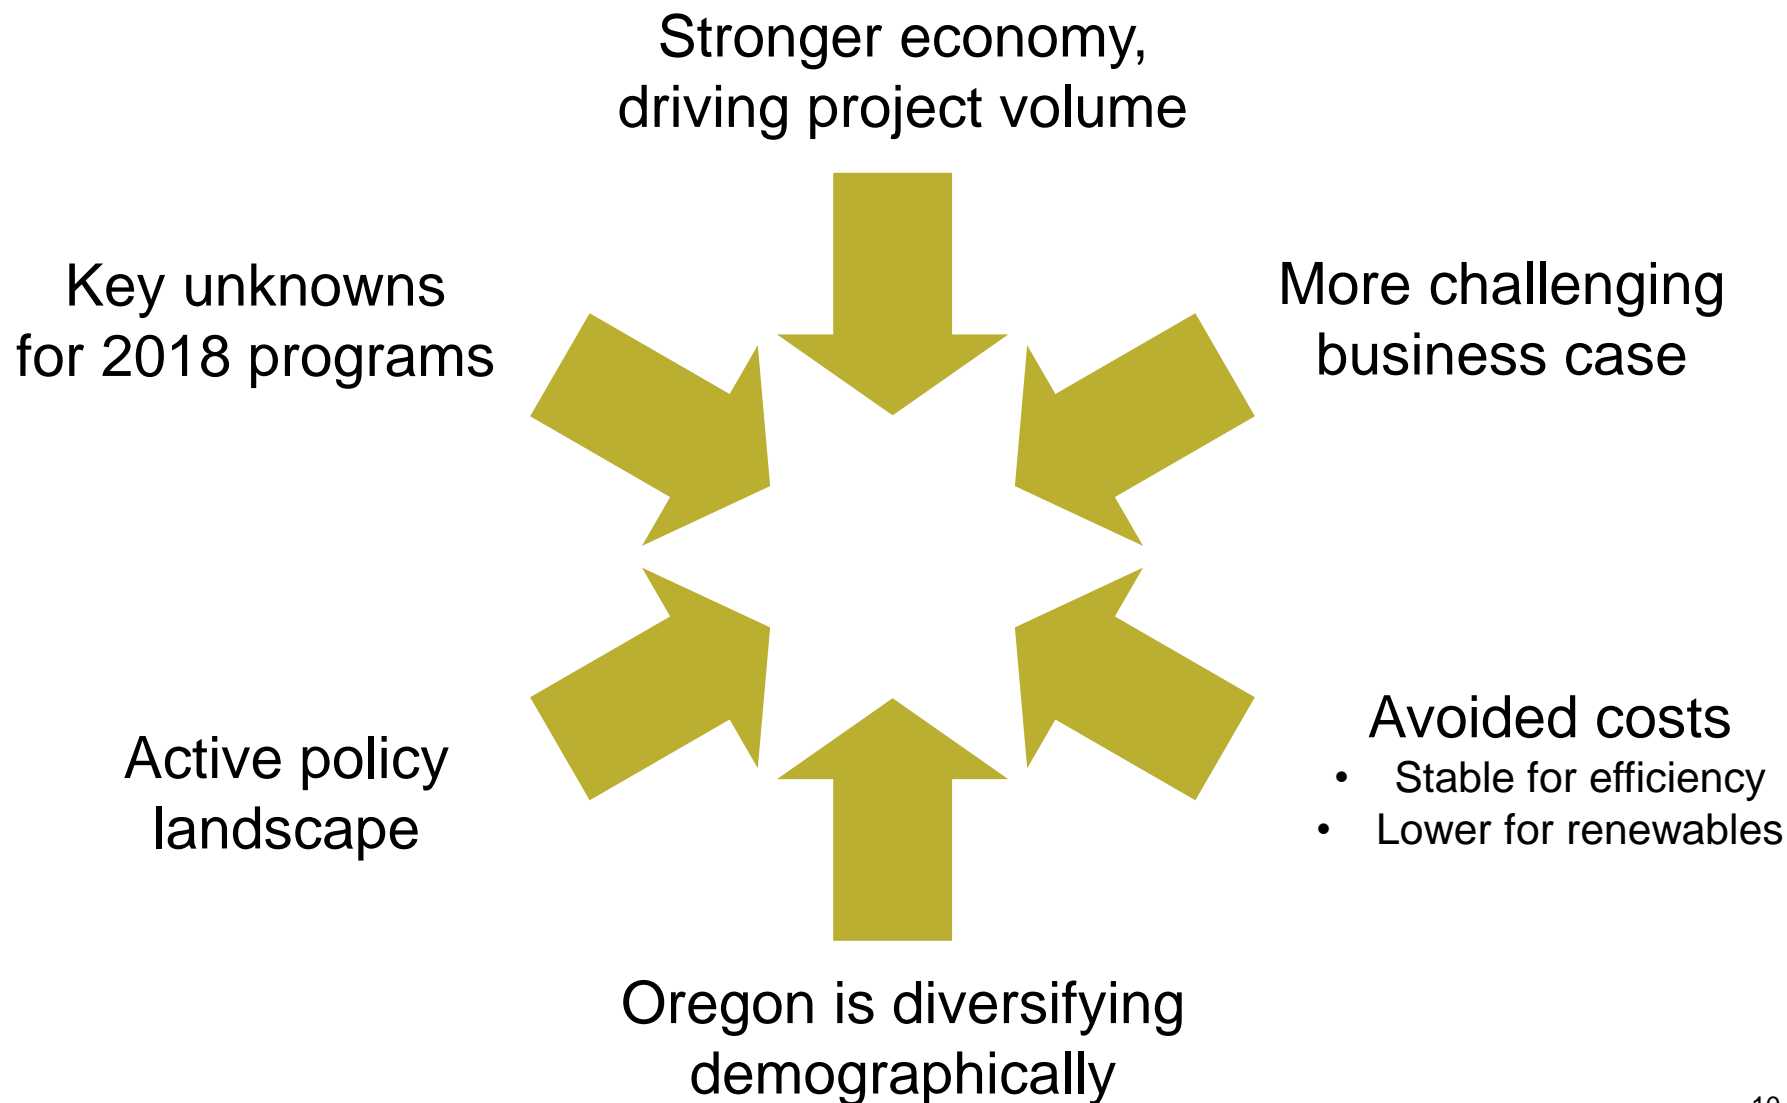 Stronger economy,
driving project volume
Key unknowns
for 2018 programs
More challenging
business case
Active policy
landscape
Avoided costs
• Stable for efficiency
• Lower for renewables
Oregon is diversifying
demographically